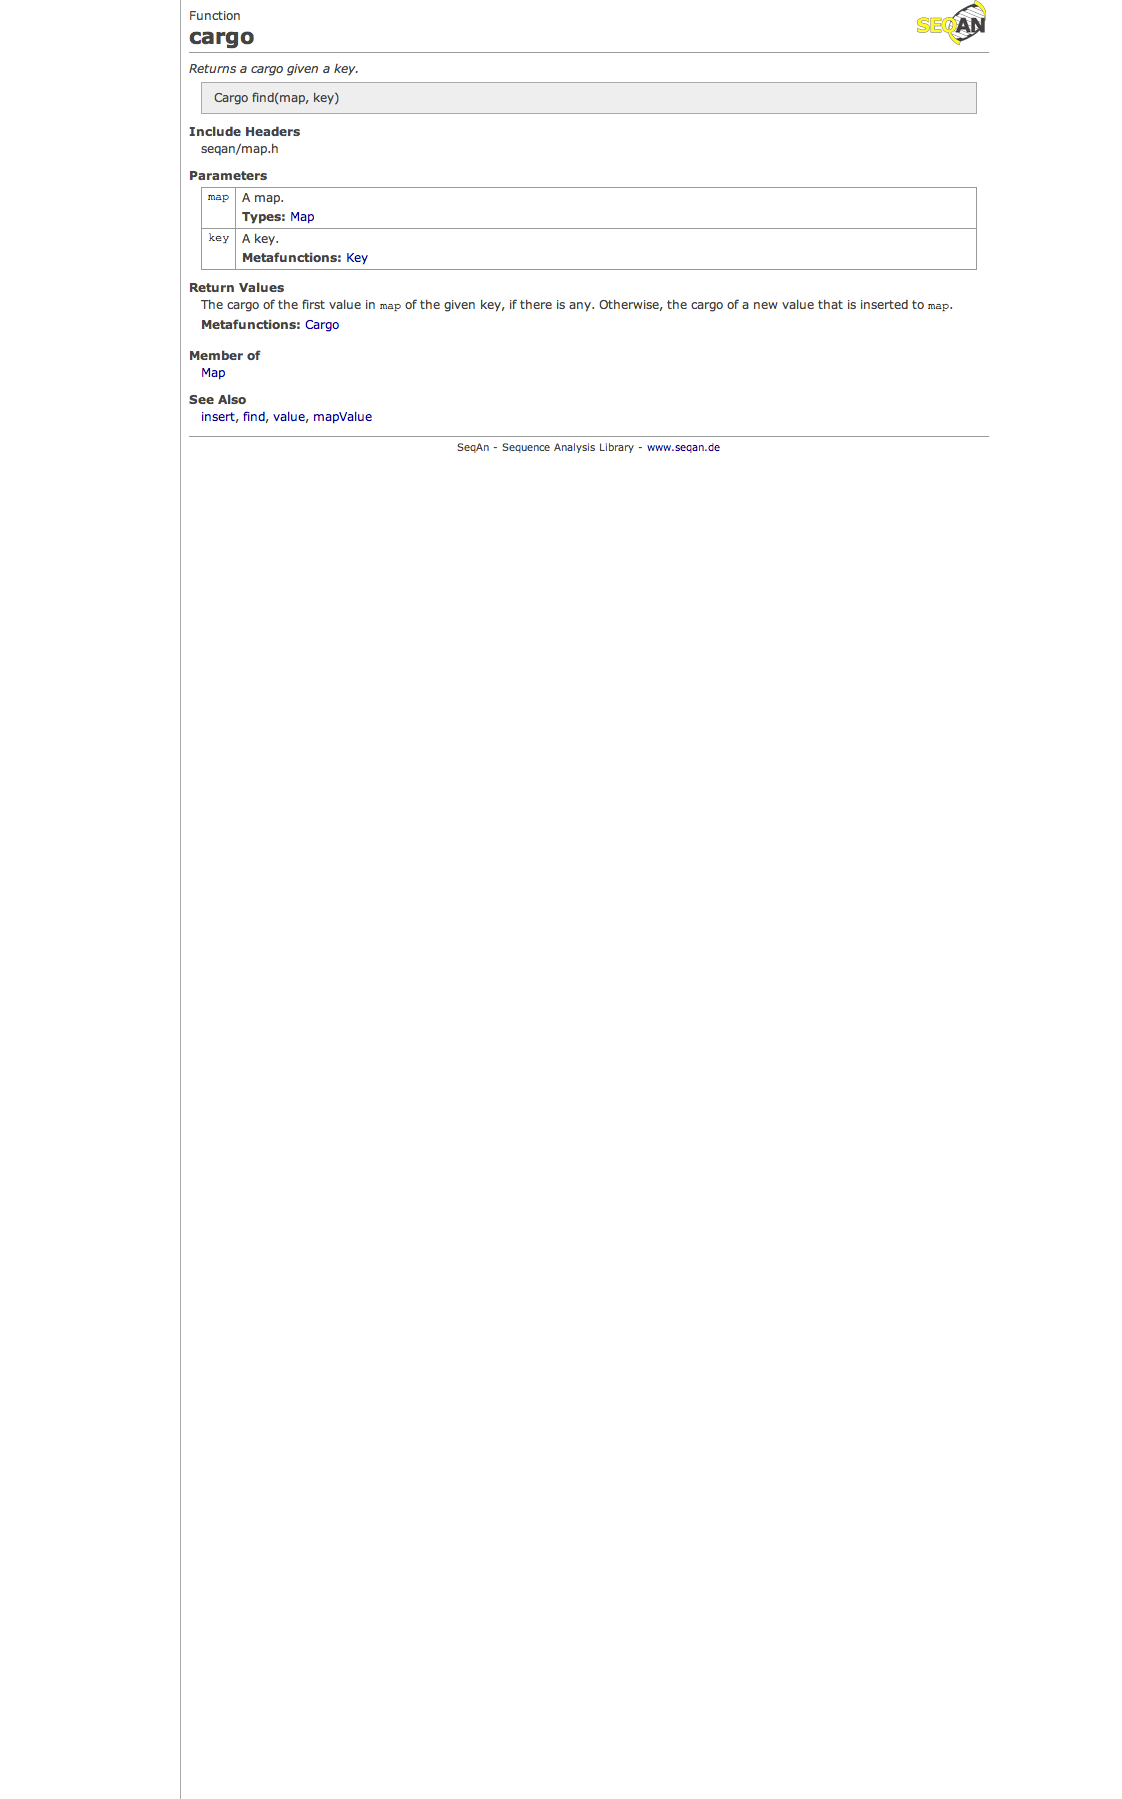 Function
SEQAN
cargo
Returns a cargo given a key.
Cargo find(map, key)
Include Headers
seqan/map.h
Parameters
map A map.
Types: Map
key A key.
Metafunctions: Key
Return Values
The cargo of the first value in map of the given key, if there is any. Otherwise, the cargo of a new value that is inserted to map.
Metafunctions: Cargo
Member of
Map
See Also
insert, find, value, mapValue
SeqAn - Sequence Analysis Library - www.seqan.de